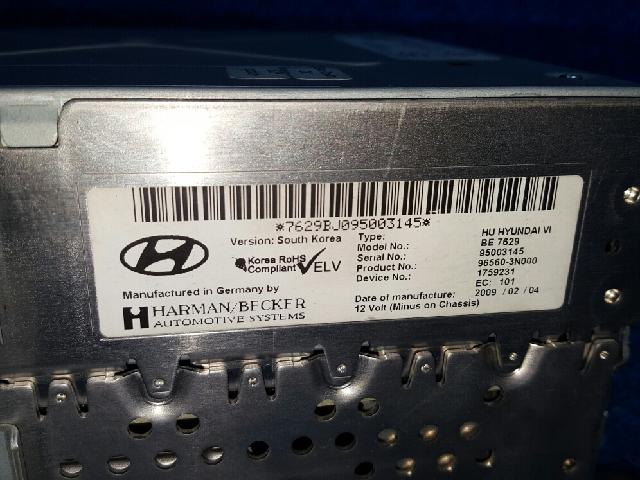 *7629BJ095003145*
Version: South Korea
Korea RoHS
Compliant
ELV
Manufactured in Germany by
HARMAN/BECKER
AUTOMOTIVE SYSTEMS
Type: HU HYUNDAI VI
Model No.: BE 7629
Serial No.: 95003145
Product No.: 96560-3N000
Device No.: 1759231
EC: 101
Date of manufacture: 2009 / 02 / 04
12 Volt (Minus on Chassis)